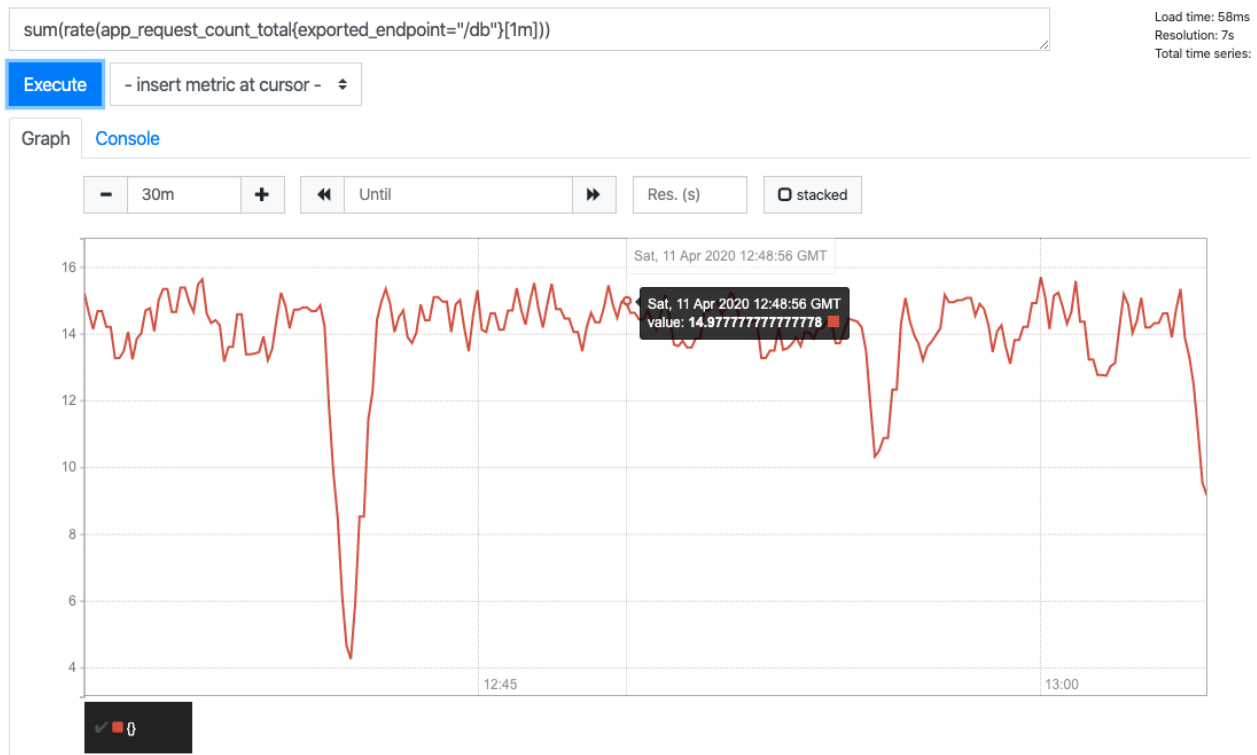 sum(rate(app_request_count_total{exported_endpoint="/db"}[1m]))
Load time: 58ms
Resolution: 7s
Total time series:
Execute
- insert metric at cursor -
Graph
Console
30m
Until
Res. (s)
stacked
16
14
12
10
8
6
4
Sat, 11 Apr 2020 12:48:56 GMT
Sat, 11 Apr 2020 12:48:56 GMT
value: 14.977777777777778
12:45
13:00
{}